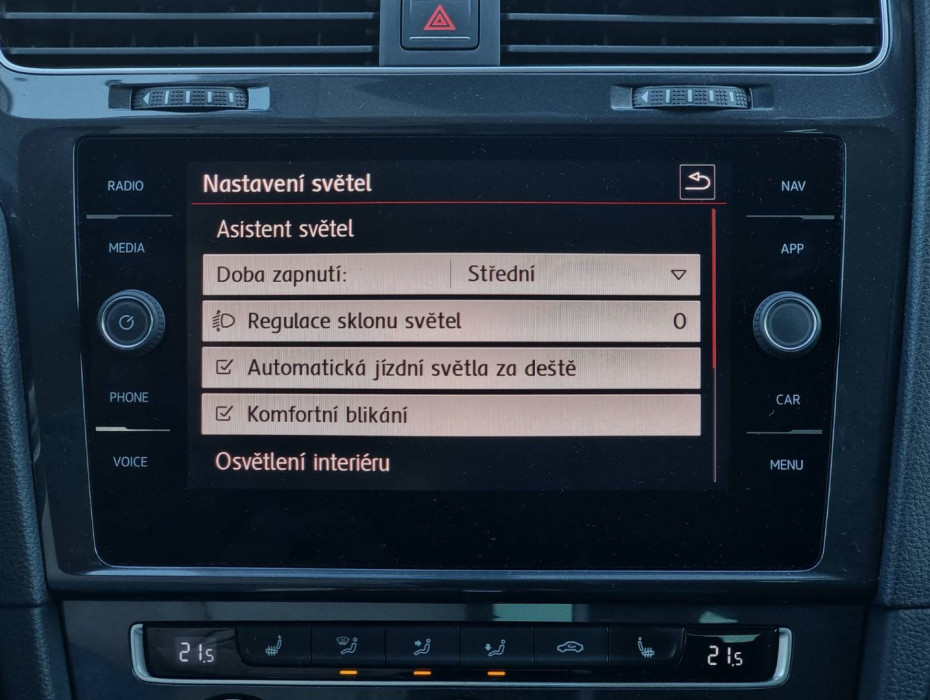 RADIO
Nastavení světel
NAV
MEDIA
Asistent světel
APP
Doba zapnutí: Střední
Regulace sklonu světel 0
Automatická jízdní světla za deště
PHONE
Komfortní blikání
CAR
VOICE
Osvětlení interiéru
MENU
21.5
21.5